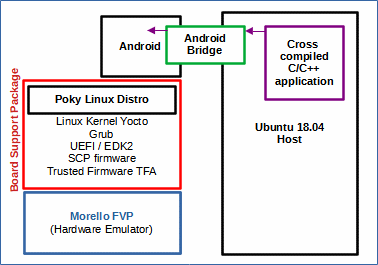 Android
Android
Bridge
Cross
compiled
C/C++
application
Board Support Package
Poky Linux Distro
Linux Kernel Yocto
Grub
UEFI / EDK2
SCP firmware
Trusted Firmware TFA
Ubuntu 18.04
Host
Morello FVP
(Hardware Emulator)